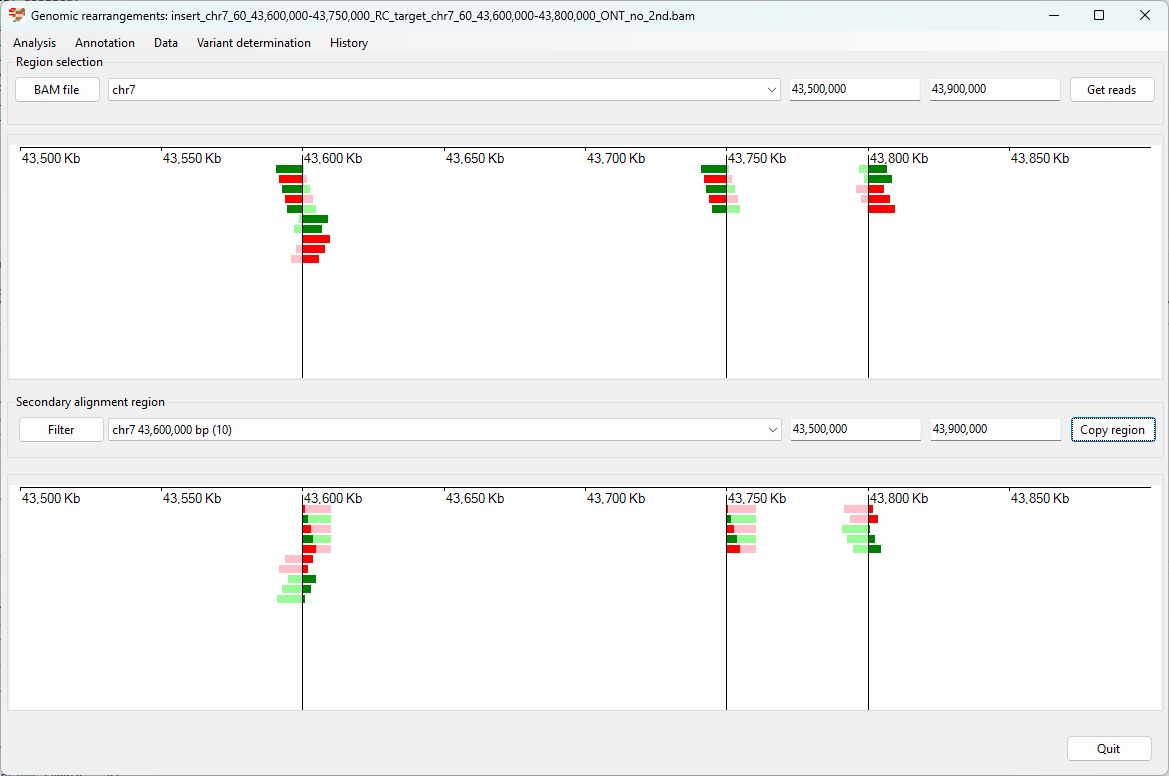 Genomic rearrangements: insert_chr7_60_43,600,000-43,750,000_RC_target_chr7_60_43,600,000-43,800,000_ONT_no_2nd.bam
Analysis Annotation Data Variant determination History
Region selection
BAM file chr7 43,500,000 43,900,000 Get reads
43,500 Kb 43,550 Kb 43,600 Kb 43,650 Kb 43,700 Kb 43,750 Kb 43,800 Kb 43,850 Kb
Secondary alignment region
Filter chr7 43,600,000 bp (10) 43,500,000 43,900,000 Copy region
43,500 Kb 43,550 Kb 43,600 Kb 43,650 Kb 43,700 Kb 43,750 Kb 43,800 Kb 43,850 Kb
Quit